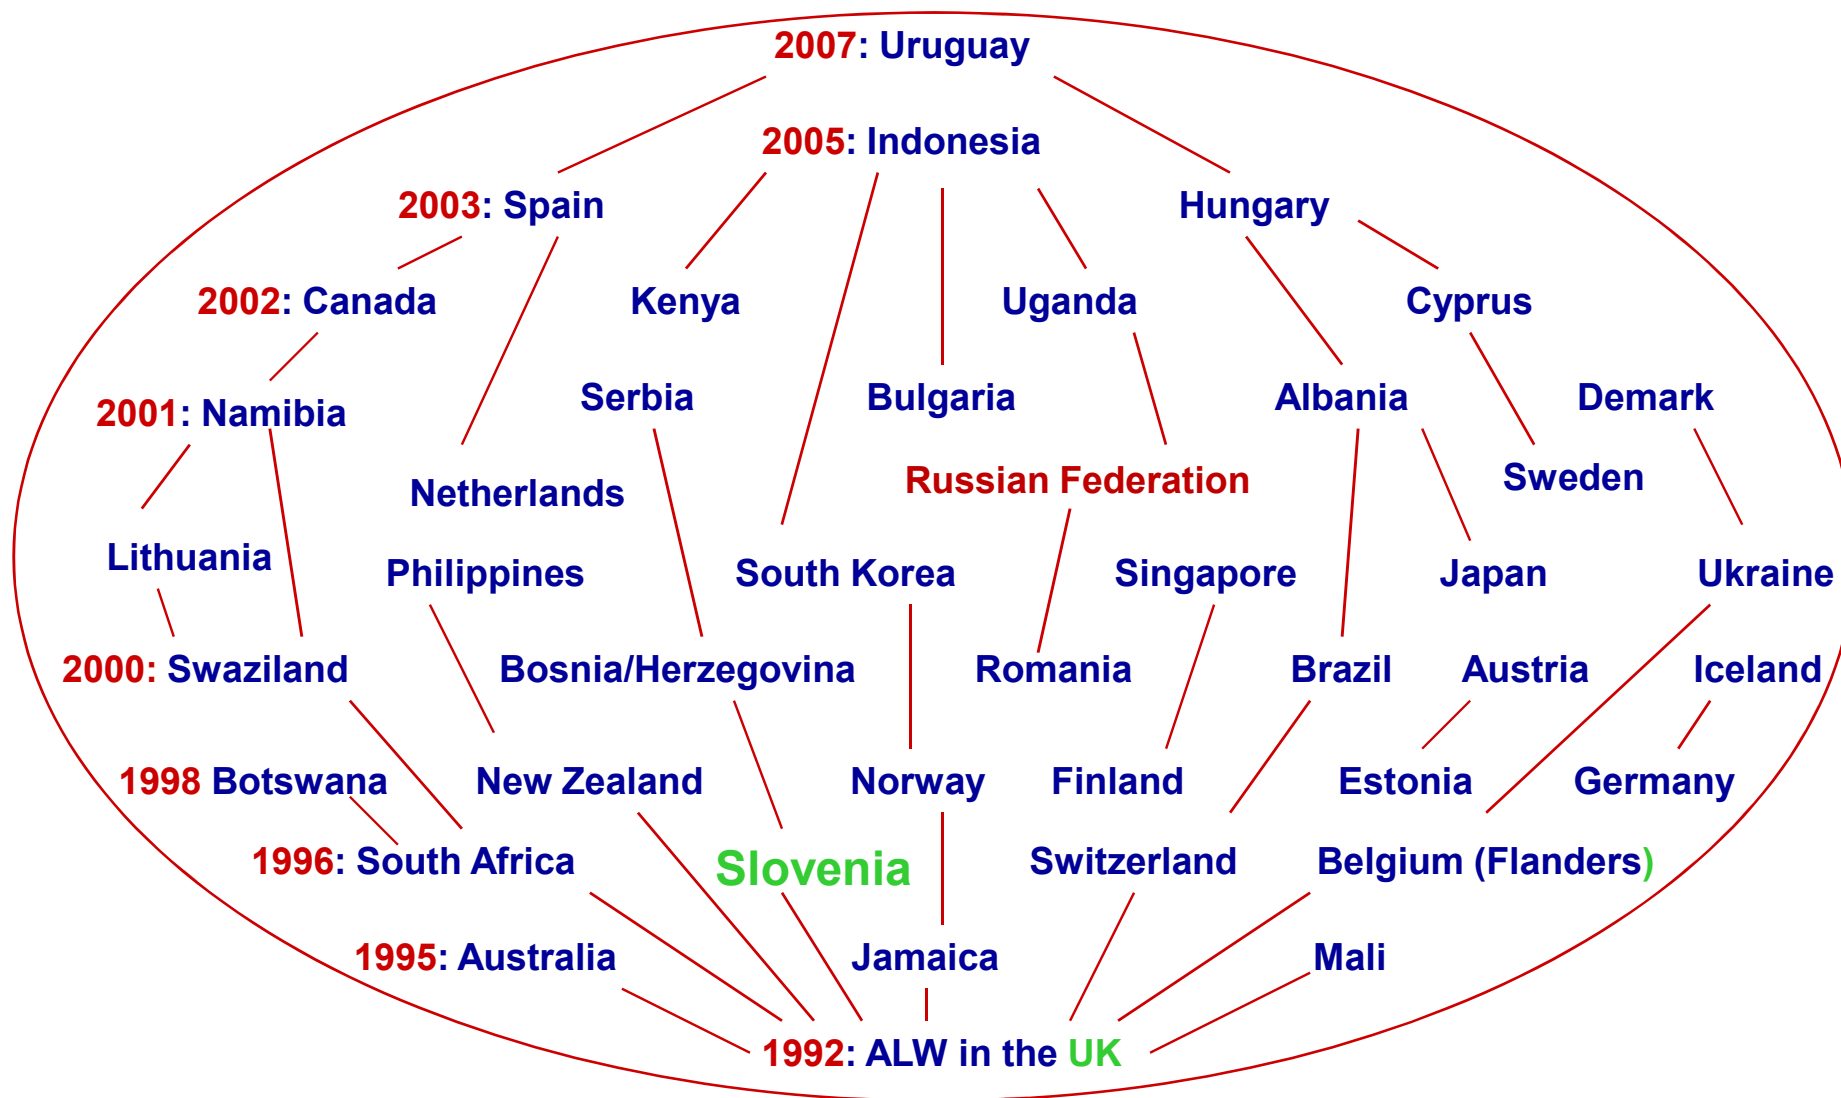 2007: Uruguay
2005: Indonesia
2003: Spain
Hungary
2002: Canada
Kenya
Uganda
Cyprus
2001: Namibia
Serbia
Bulgaria
Albania
Demark
Netherlands
Russian Federation
Sweden
Lithuania
Philippines
South Korea
Singapore
Japan
Ukraine
2000: Swaziland
Bosnia/Herzegovina
Romania
Brazil
Austria
Iceland
1998 Botswana
New Zealand
Norway
Finland
Estonia
Germany
1996: South Africa
Slovenia
Switzerland
Belgium (Flanders)
1995: Australia
Jamaica
Mali
1992: ALW in the UK